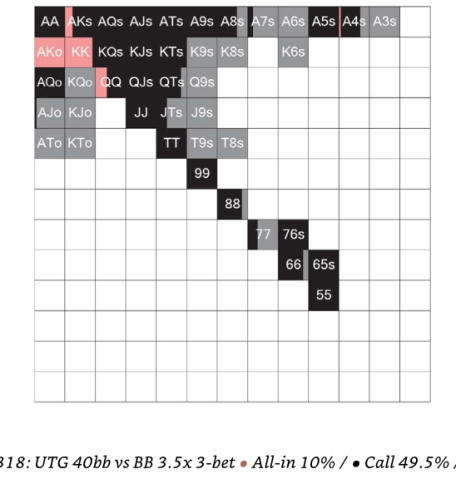 AA AKs AQs AJs ATs A9s A8s A7s A6s A5s A4s A3s
AKo KK KQs KJs KTs K9s K8s K6s
AQo KQo QQ QJs QTs Q9s
AJo KJo JJ JTs J9s
ATo KTo TT T9s T8s
99
88
77 76s
66 65s
55
318: UTG 40bb vs BB 3.5x 3-bet • All-in 10% / • Call 49.5% /